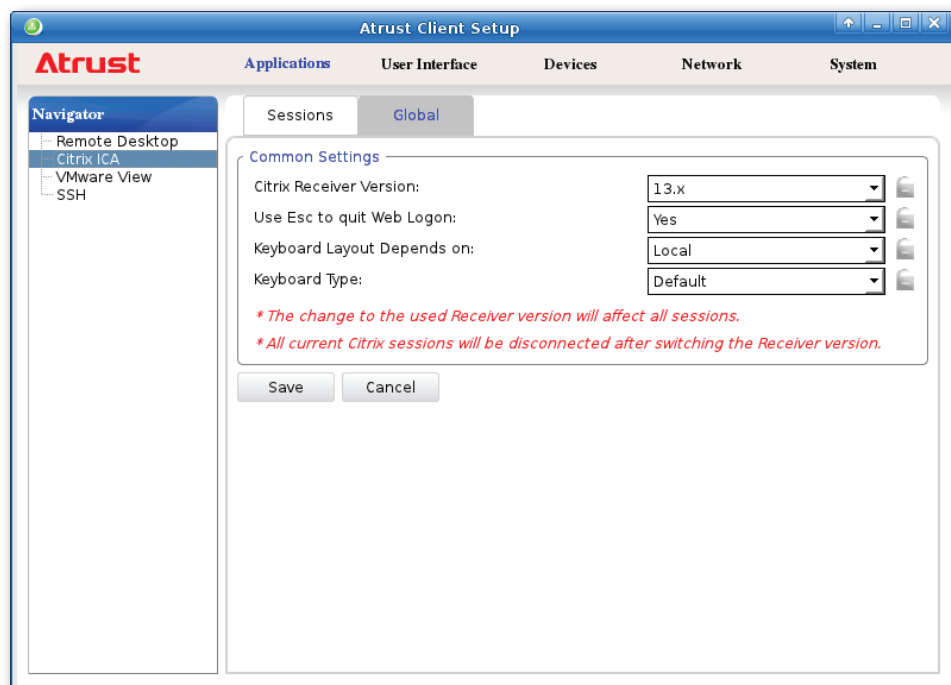 Atrust Client Setup
Atrust
Applications User Interface Devices Network System
Navigator
Remote Desktop
Citrix ICA
VMware View
SSH
Sessions Global
Common Settings
Citrix Receiver Version: 13.x
Use Esc to quit Web Logon: Yes
Keyboard Layout Depends on: Local
Keyboard Type: Default
* The change to the used Receiver version will affect all sessions.
* All current Citrix sessions will be disconnected after switching the Receiver version.
Save Cancel